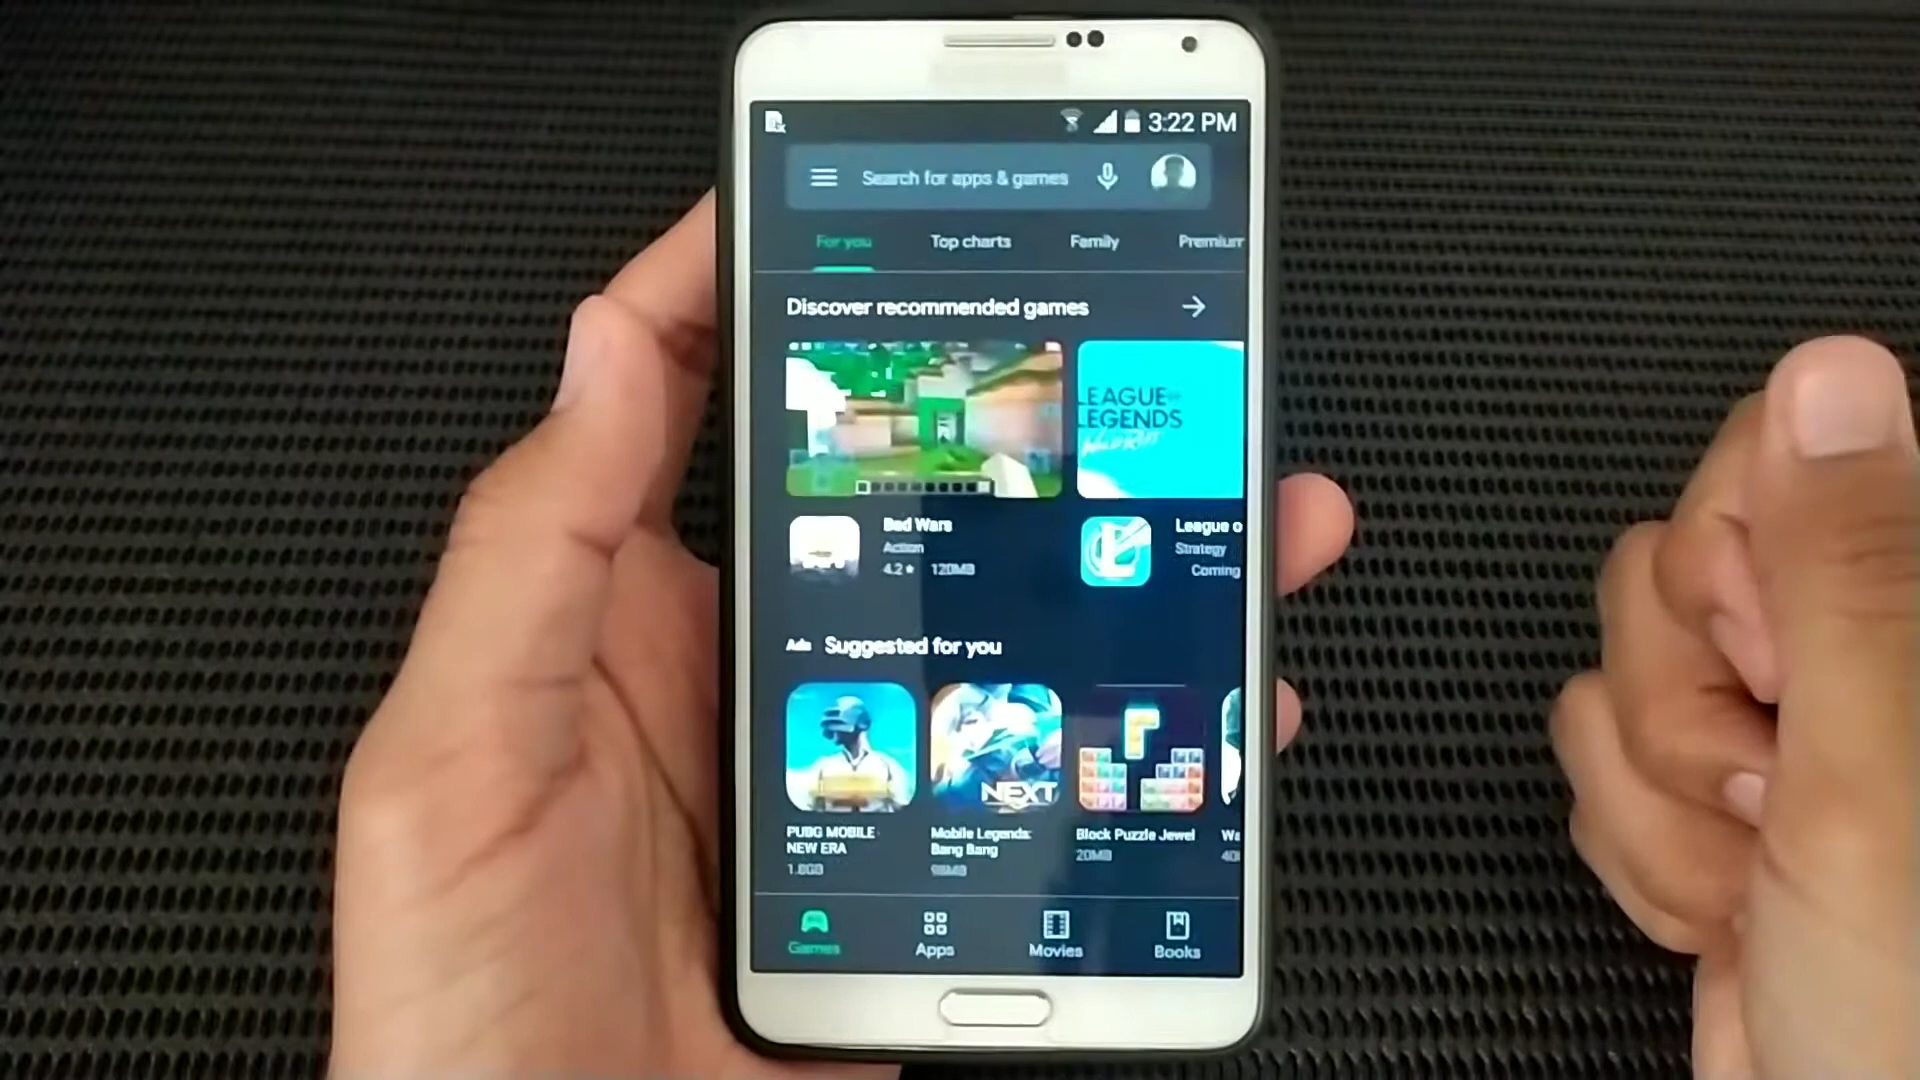 3:22 PM
Search for apps & games
For you Top charts Family Premium
Discover recommended games
LEAGUE OF
LEGENDS
WILD RIFT
Bed Wars
Action
4.2★ 120MB
League o
Strategy
Coming
Ads Suggested for you
NEXT
PUBG MOBILE -
NEW ERA
1.8GB
Mobile Legends:
Bang Bang
98MB
Block Puzzle Jewel
20MB
Wa
40
Games Apps Movies Books